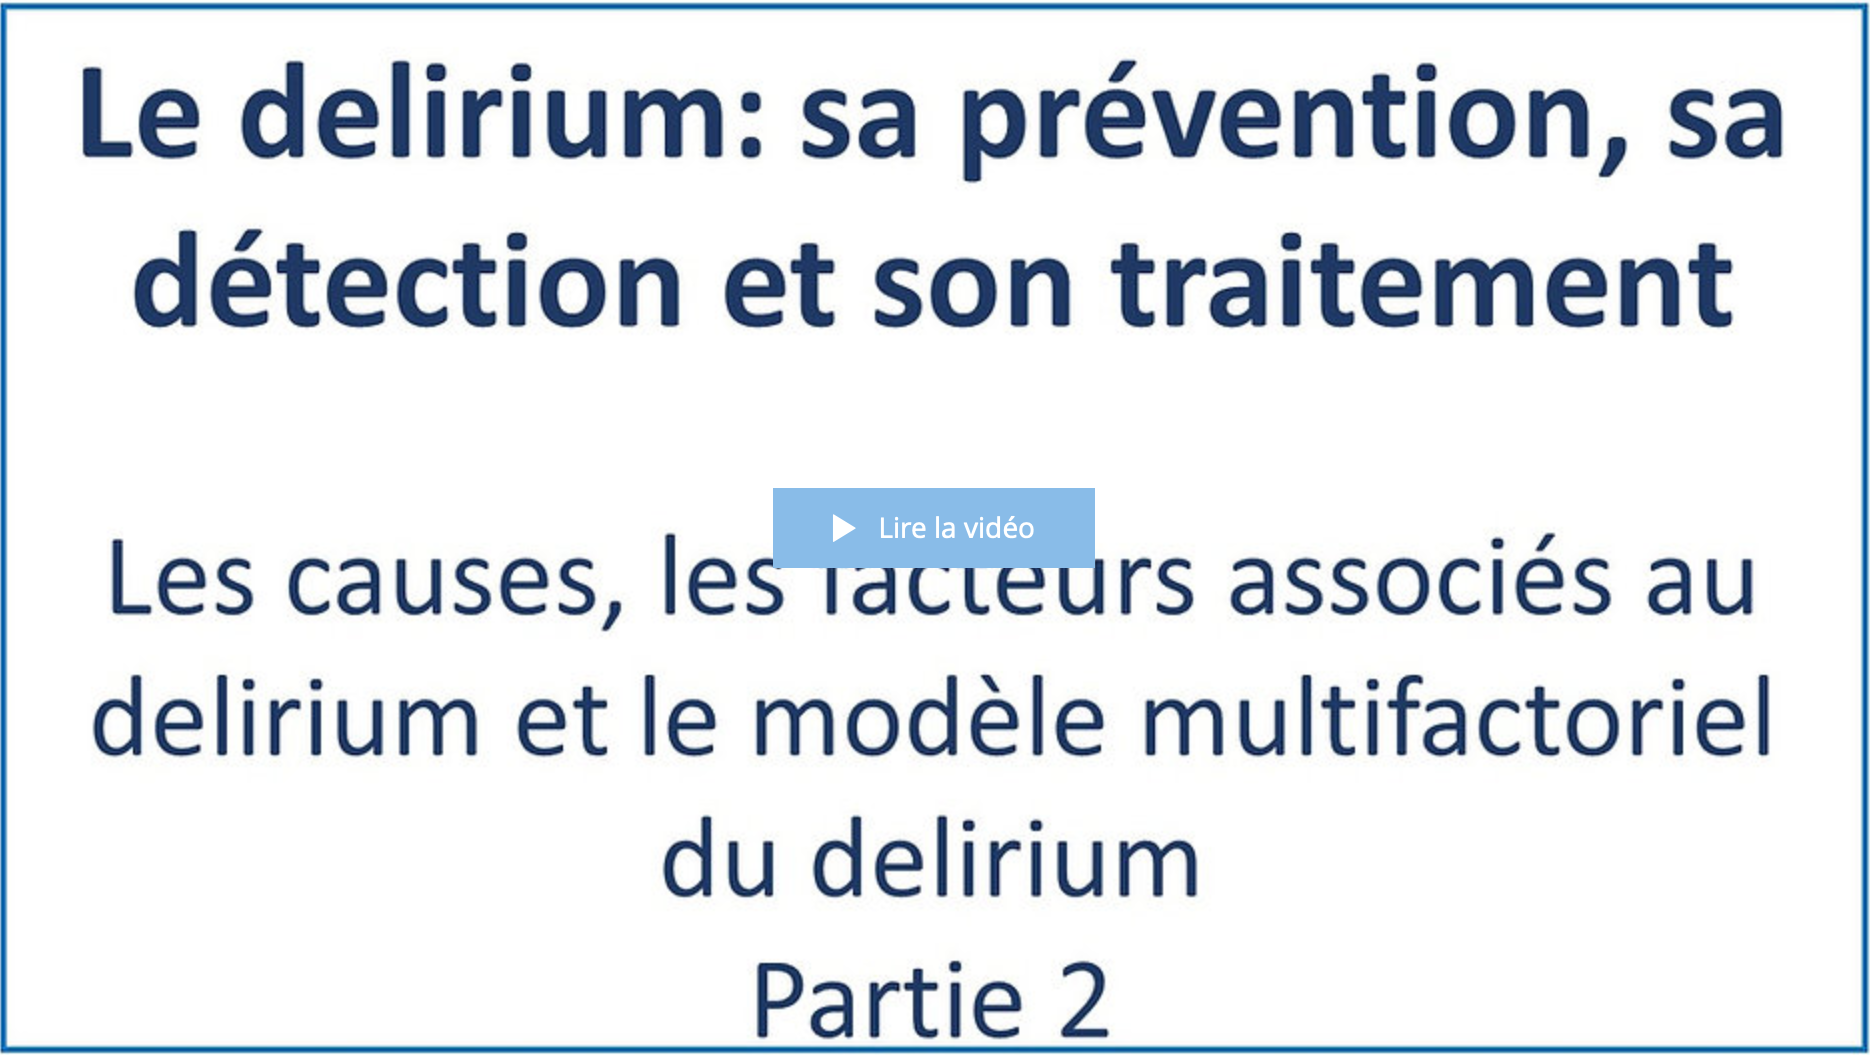 Le delirium: sa prévention, sa
détection et son traitement
Lire la vidéo
Les causes, les facteurs associés au
delirium et le modèle multifactoriel
du delirium
Partie 2